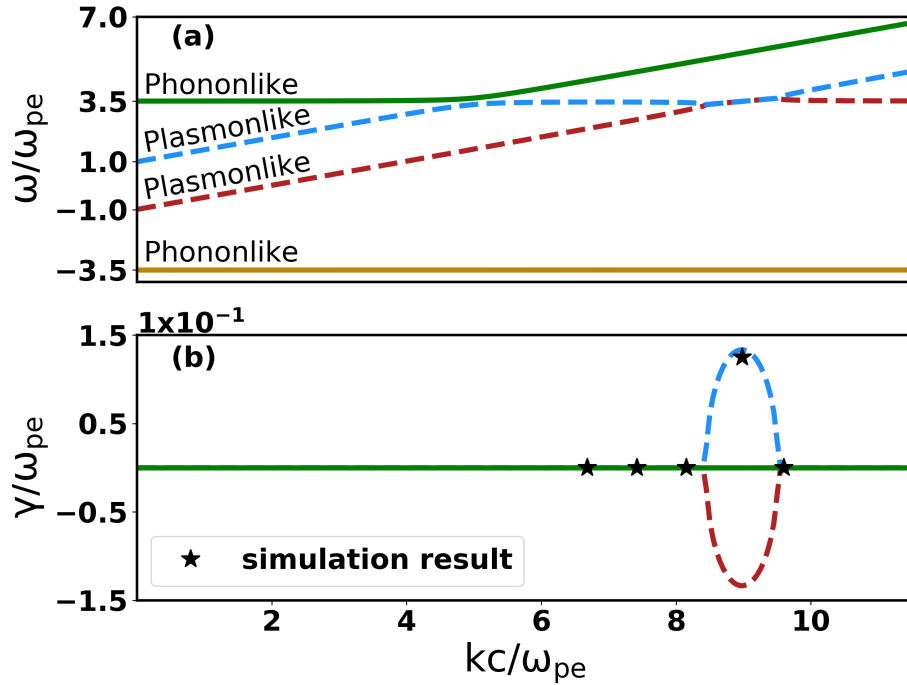 7.0
(a)
Phononlike
3.5
Plasmonlike
1.0
Plasmonlike
−1.0
Phononlike
−3.5
ω/ωpe
1x10⁻¹
1.5
(b)
0.5
−0.5
simulation result
−1.5
γ/ωpe
2 4 6 8 10
kc/ωpe